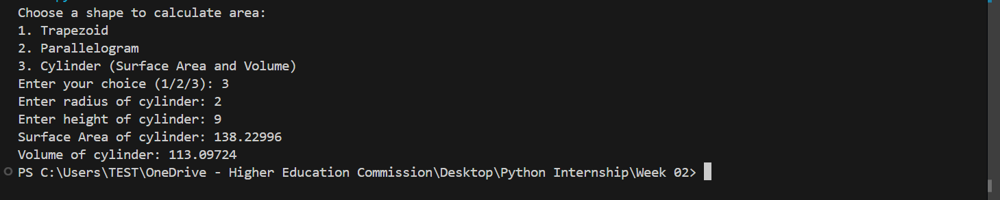 Choose a shape to calculate area:
1. Trapezoid
2. Parallelogram
3. Cylinder (Surface Area and Volume)
Enter your choice (1/2/3): 3
Enter radius of cylinder: 2
Enter height of cylinder: 9
Surface Area of cylinder: 138.22996
Volume of cylinder: 113.09724
PS C:\Users\TEST\OneDrive - Higher Education Commission\Desktop\Python Internship\Week 02>